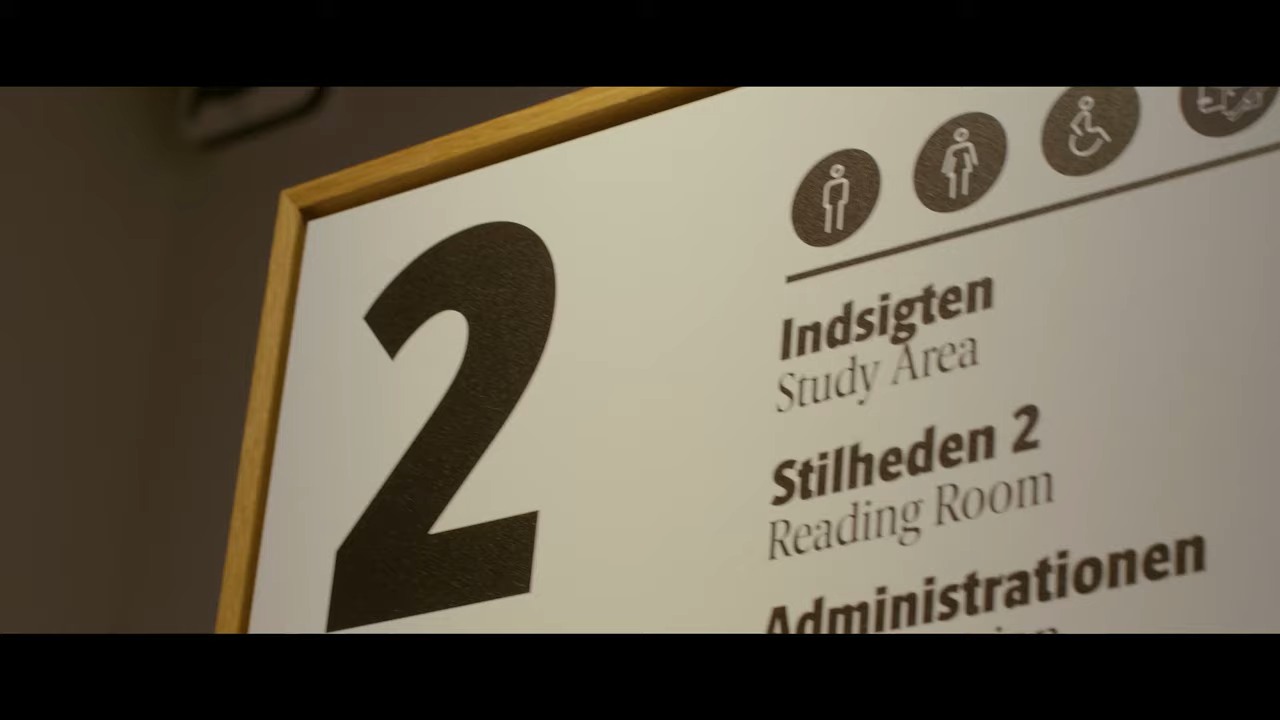 2
Indsigten
Study Area
Stilheden 2
Reading Room
Administrationen